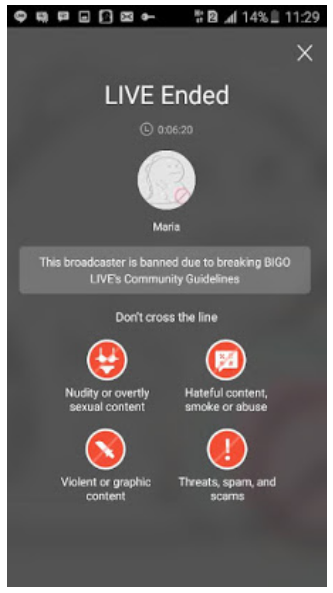 14% 11:29
LIVE Ended
0:06:20
Maria
This broadcaster is banned due to breaking BIGO
LIVE's Community Guidelines
Don't cross the line
Nudity or overtly
sexual content
Hateful content,
smoke or abuse
Violent or graphic
content
Threats, spam, and
scams